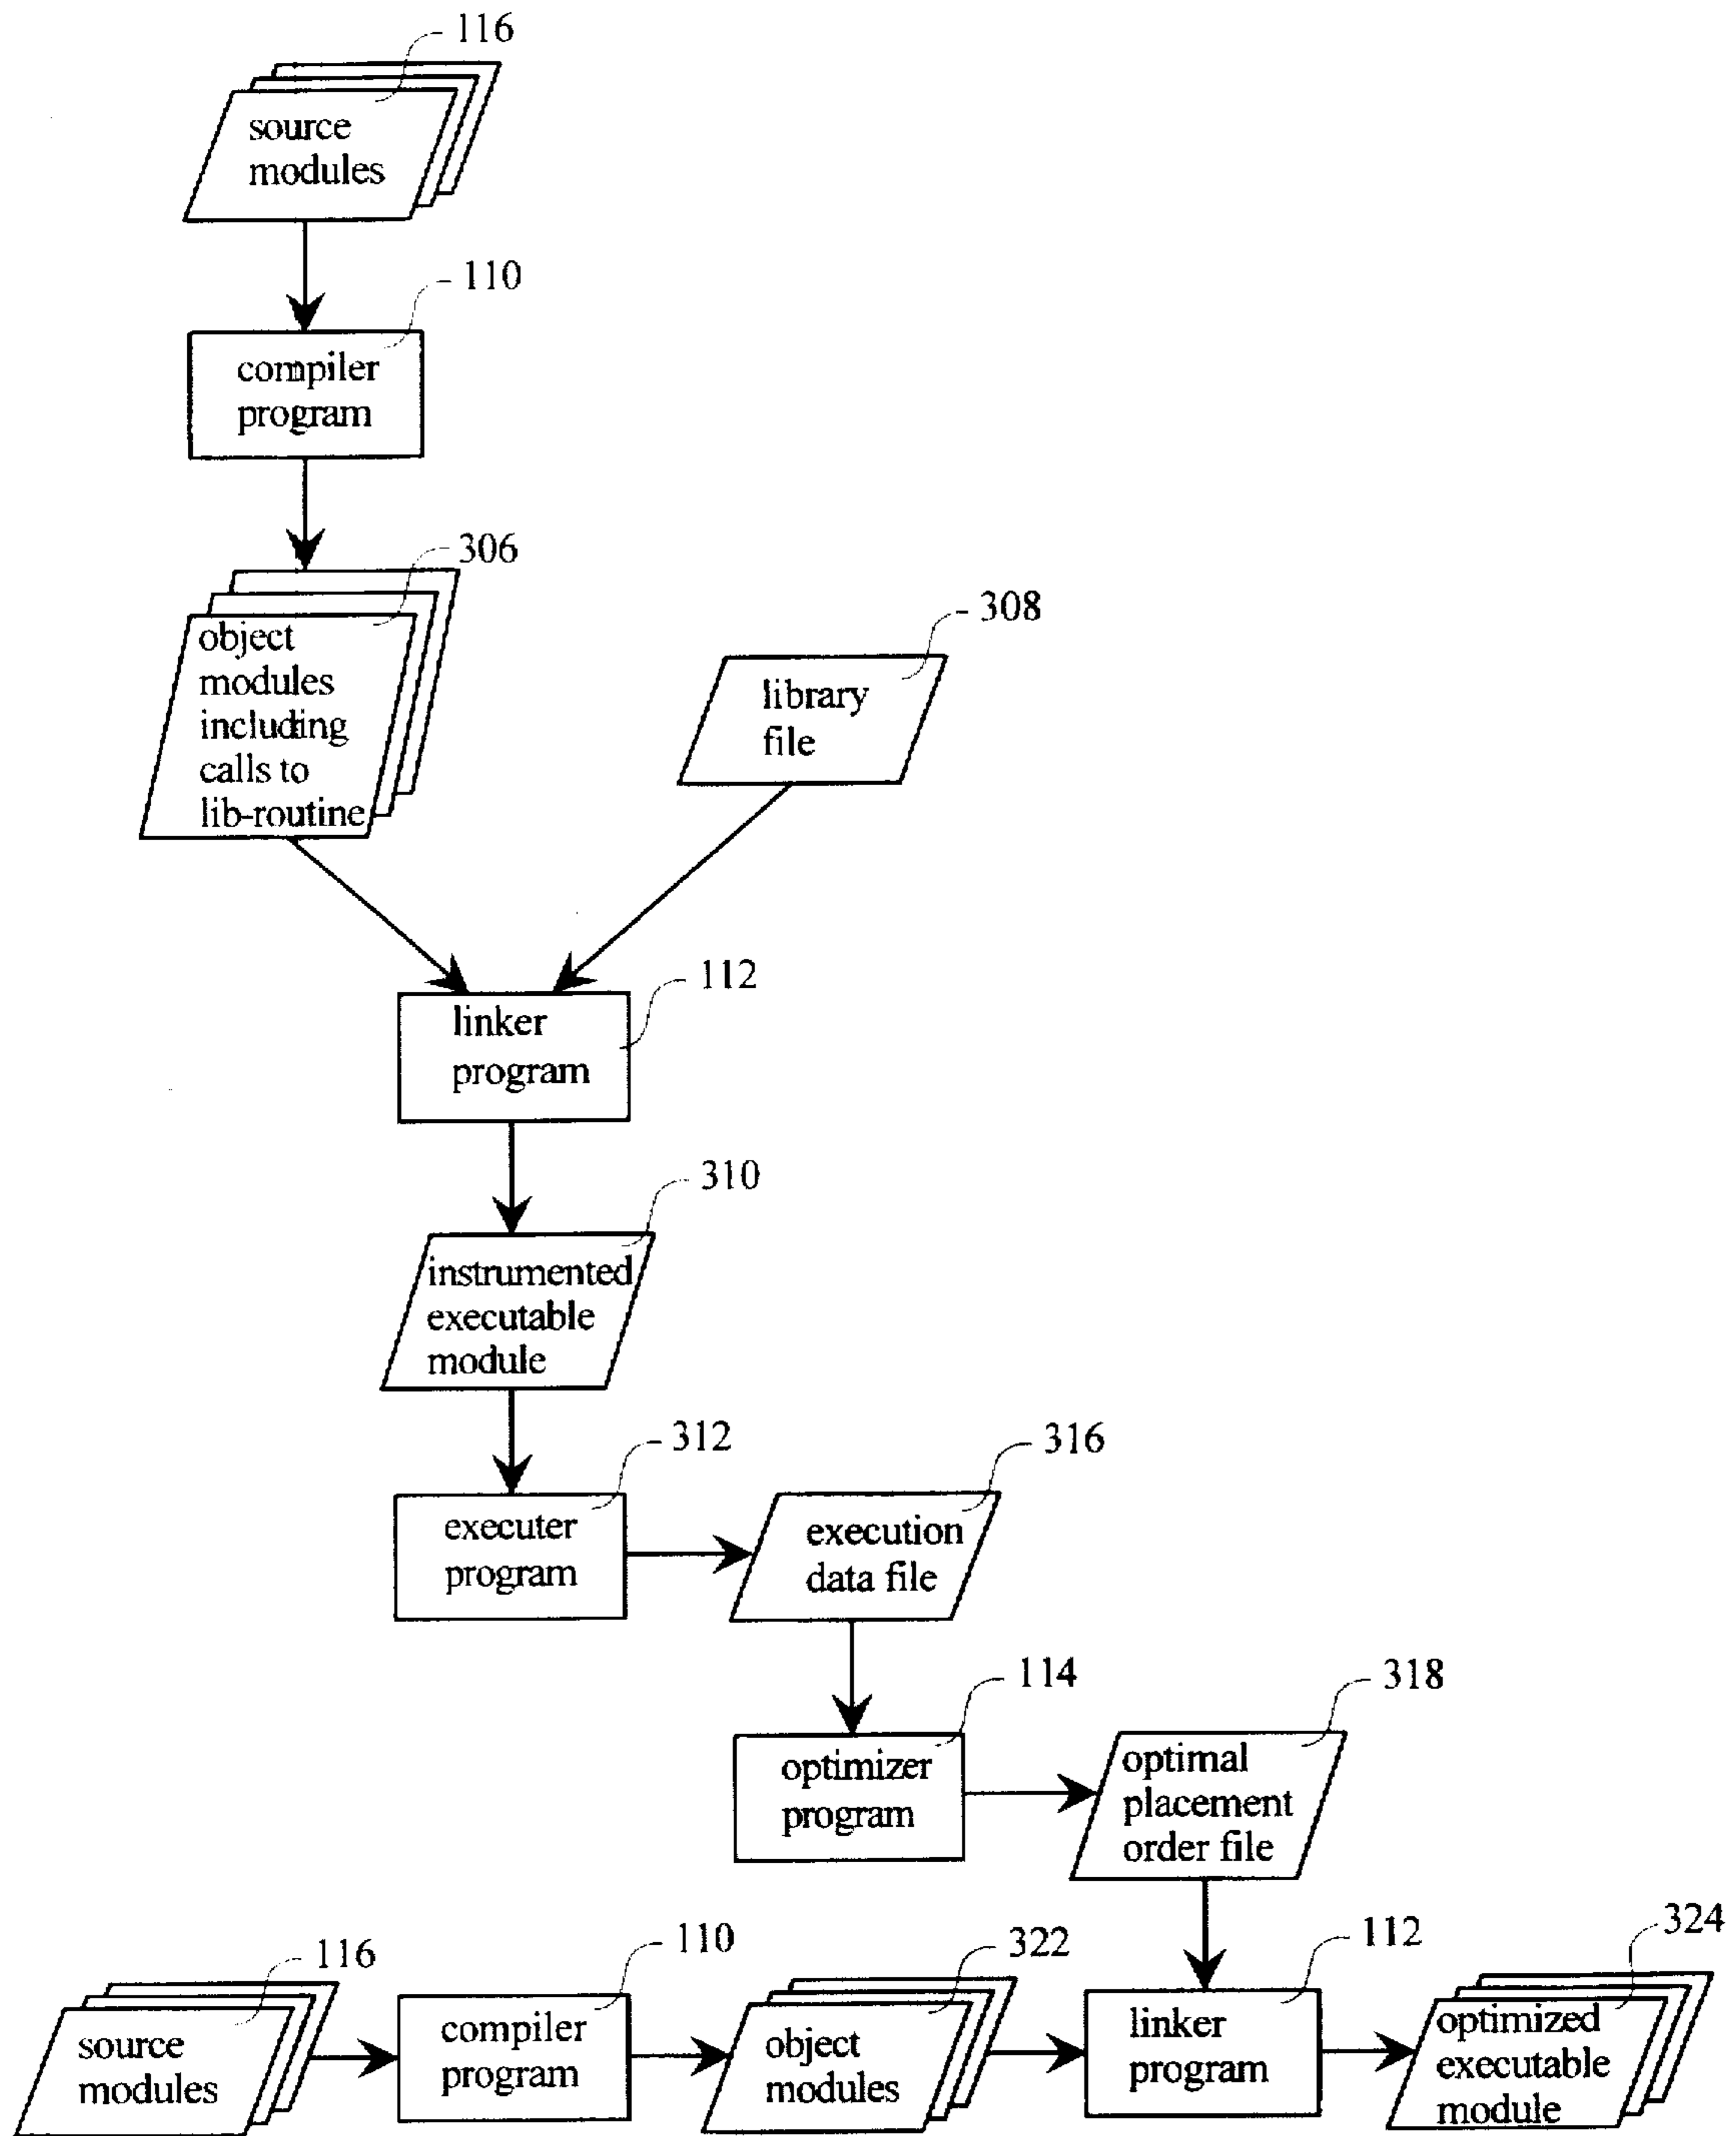 116
source
modules
110
compiler
program
306
object
modules
including
calls to
lib-routine
308
library
file
112
linker
program
310
instrumented
executable
module
312
executer
program
316
execution
data file
114
optimizer
program
318
optimal
placement
order file
116
source
modules
110
compiler
program
322
object
modules
112
linker
program
324
optimized
executable
module